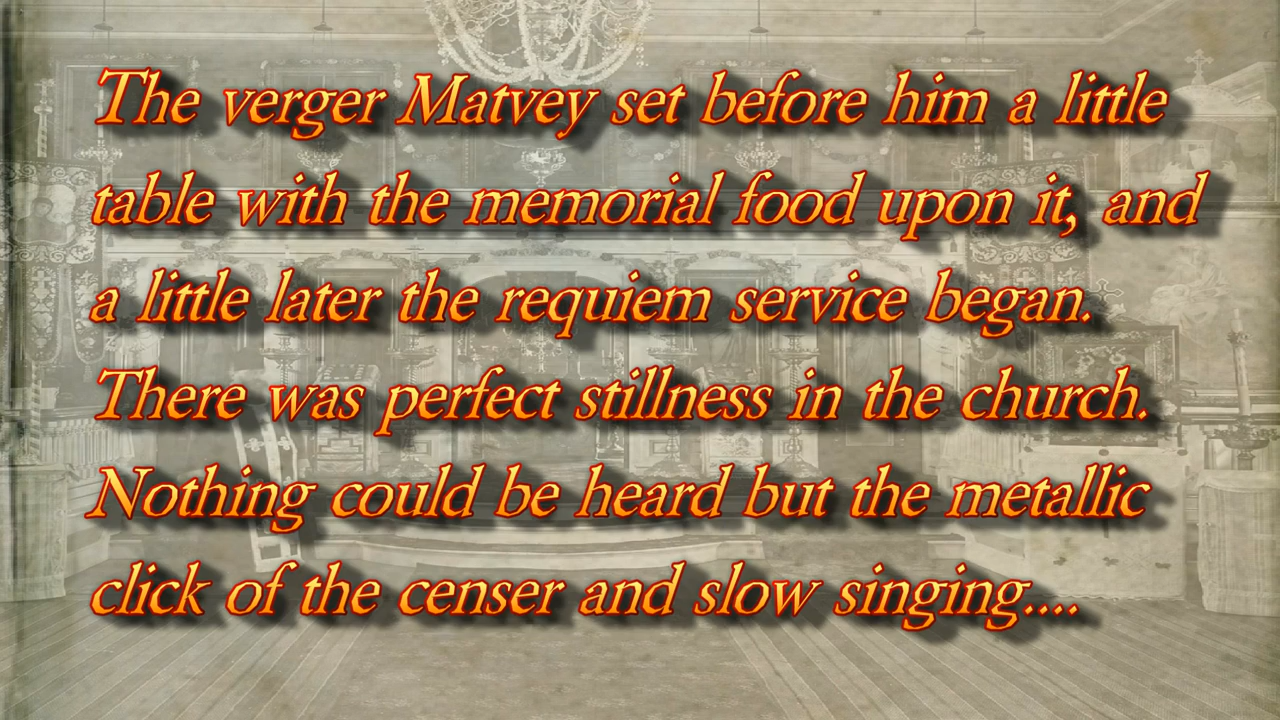 The verger Matvey set before him a little
table with the memorial food upon it, and
a little later the requiem service began.
There was perfect stillness in the church.
Nothing could be heard but the metallic
click of the censer and slow singing....